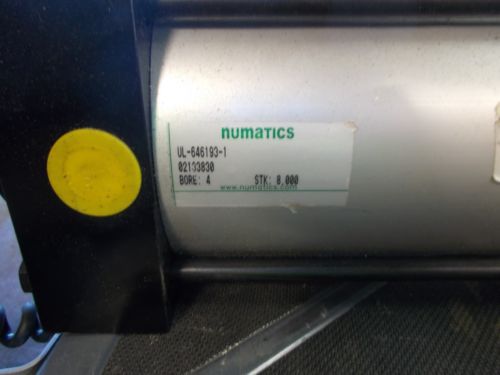 numatics
UL-646193-1
02133830
BORE: 4 STK: 8.000
www.numatics.com